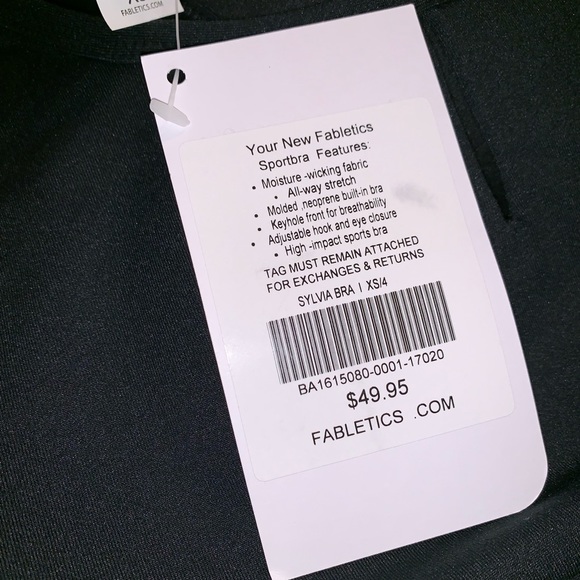 FABLETICS.COM
Your New Fabletics
Sportbra Features:
• Moisture -wicking fabric
• All-way stretch
• Molded ,neoprene built-in bra
• Keyhole front for breathability
• Adjustable hook and eye closure
• High -impact sports bra
TAG MUST REMAIN ATTACHED
FOR EXCHANGES & RETURNS
SYLVIA BRA | XS/4
BA1615080-0001-17020
$49.95
FABLETICS .COM